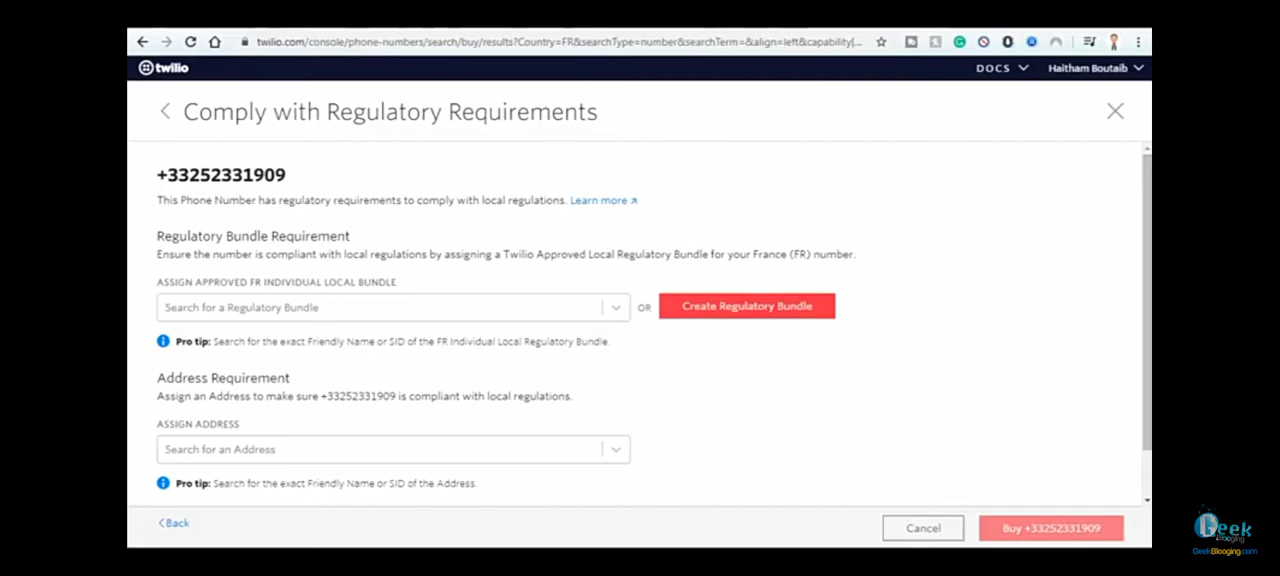 twilio.com/console/phone-numbers/search/buy/results?Country=FR&searchType=number&searchTerm=&align=left&capability[...
twilio
DOCS
Haitham Boutaib
Comply with Regulatory Requirements
+33252331909
This Phone Number has regulatory requirements to comply with local regulations. Learn more
Regulatory Bundle Requirement
Ensure the number is compliant with local regulations by assigning a Twilio Approved Local Regulatory Bundle for your France (FR) number.
ASSIGN APPROVED FR INDIVIDUAL LOCAL BUNDLE
Search for a Regulatory Bundle
OR
Create Regulatory Bundle
Pro tip: Search for the exact Friendly Name or SID of the FR Individual Local Regulatory Bundle.
Address Requirement
Assign an Address to make sure +33252331909 is compliant with local regulations.
ASSIGN ADDRESS
Search for an Address
Pro tip: Search for the exact Friendly Name or SID of the Address.
Back
Cancel
Buy +33252331909
Geek
Blooging
GeekBlooging.com